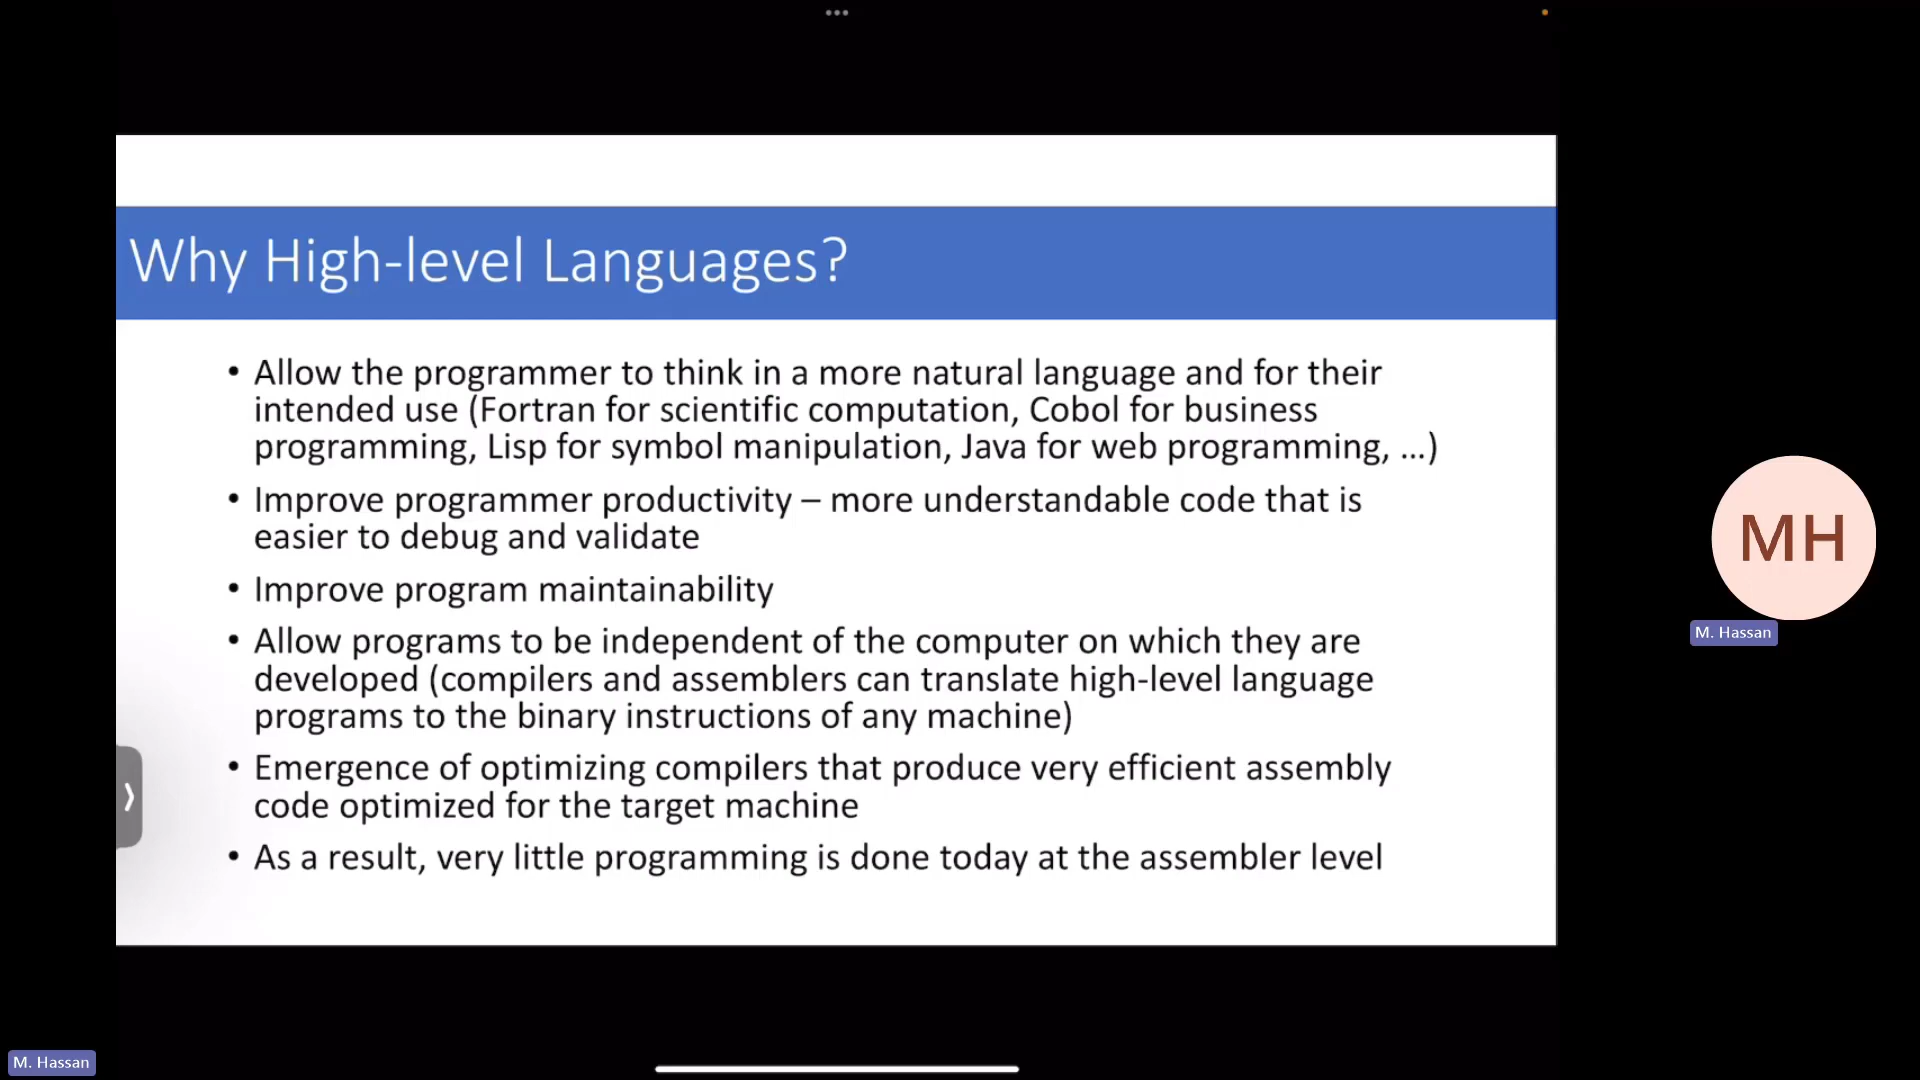 Why High-level Languages?
• Allow the programmer to think in a more natural language and for their
intended use (Fortran for scientific computation, Cobol for business
programming, Lisp for symbol manipulation, Java for web programming, ...)
• Improve programmer productivity – more understandable code that is
easier to debug and validate
• Improve program maintainability
• Allow programs to be independent of the computer on which they are
developed (compilers and assemblers can translate high-level language
programs to the binary instructions of any machine)
• Emergence of optimizing compilers that produce very efficient assembly
code optimized for the target machine
• As a result, very little programming is done today at the assembler level
MH
M. Hassan
M. Hassan